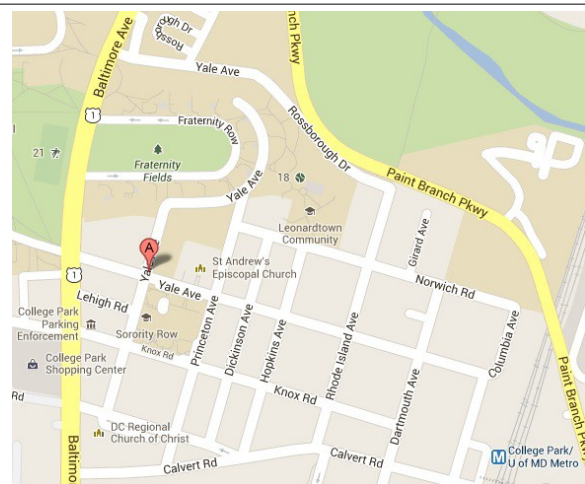 Baltimore Ave
Rossborough Dr
Yale Ave
Branch Pkwy
1
Fraternity Row
21
Fraternity
Fields
Rossborough Dr
18
Yale Ave
Paint Branch Pkwy
Leonardtown
Community
Girard Ave
A
Yale
St Andrew's
Episcopal Church
1
Norwich Rd
Yale Ave
Lehigh Rd
College Park
Parking
Enforcement
Sorority Row
Princeton Ave
Dickinson Ave
Hopkins Ave
Rhode Island Ave
Columbia Ave
Knox Rd
College Park
Shopping Center
Dartmouth Ave
Paint Branch Pkwy
Knox Rd
Rd
DC Regional
Church of Christ
Baltimo
Calvert Rd
Calvert Rd
M
College Park/
U of MD Metro